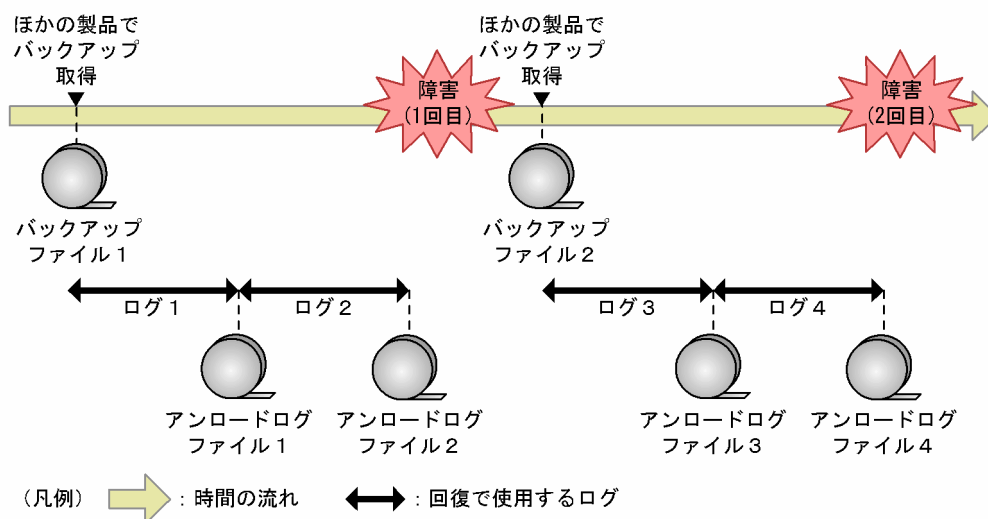 ほかの製品で
バックアップ
取得
ほかの製品で
バックアップ
取得
障害
(1回目)
障害
(2回目)
バックアップ
ファイル1
バックアップ
ファイル2
ログ1
ログ2
ログ3
ログ4
アンロードログ
ファイル1
アンロードログ
ファイル2
アンロードログ
ファイル3
アンロードログ
ファイル4
(凡例)
:時間の流れ
:回復で使用するログ